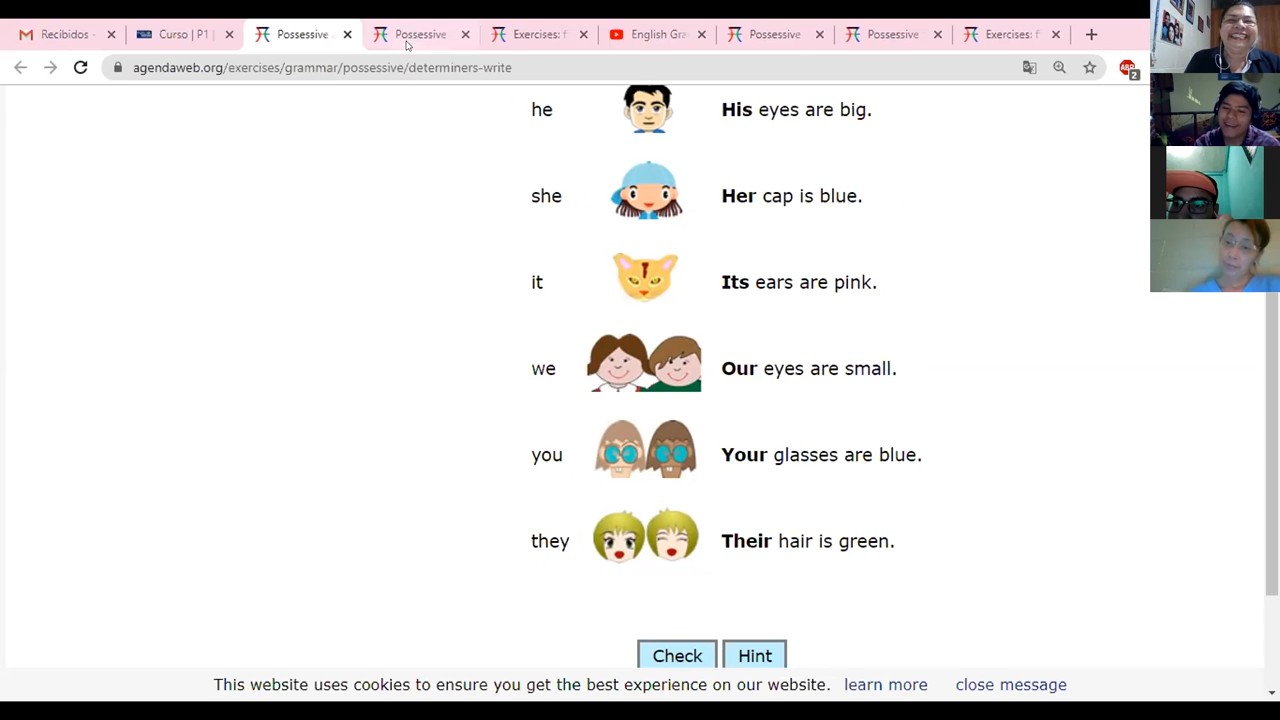 Recibidos -
Curso | P1 |
Possessive
Possessive
Exercises: f
English Gra
Possessive
Possessive
Exercises: f
agendaweb.org/exercises/grammar/possessive/determiners-write
ABP
2
he His eyes are big.
she Her cap is blue.
it Its ears are pink.
we Our eyes are small.
you Your glasses are blue.
they Their hair is green.
Check Hint
This website uses cookies to ensure you get the best experience on our website. learn more close message